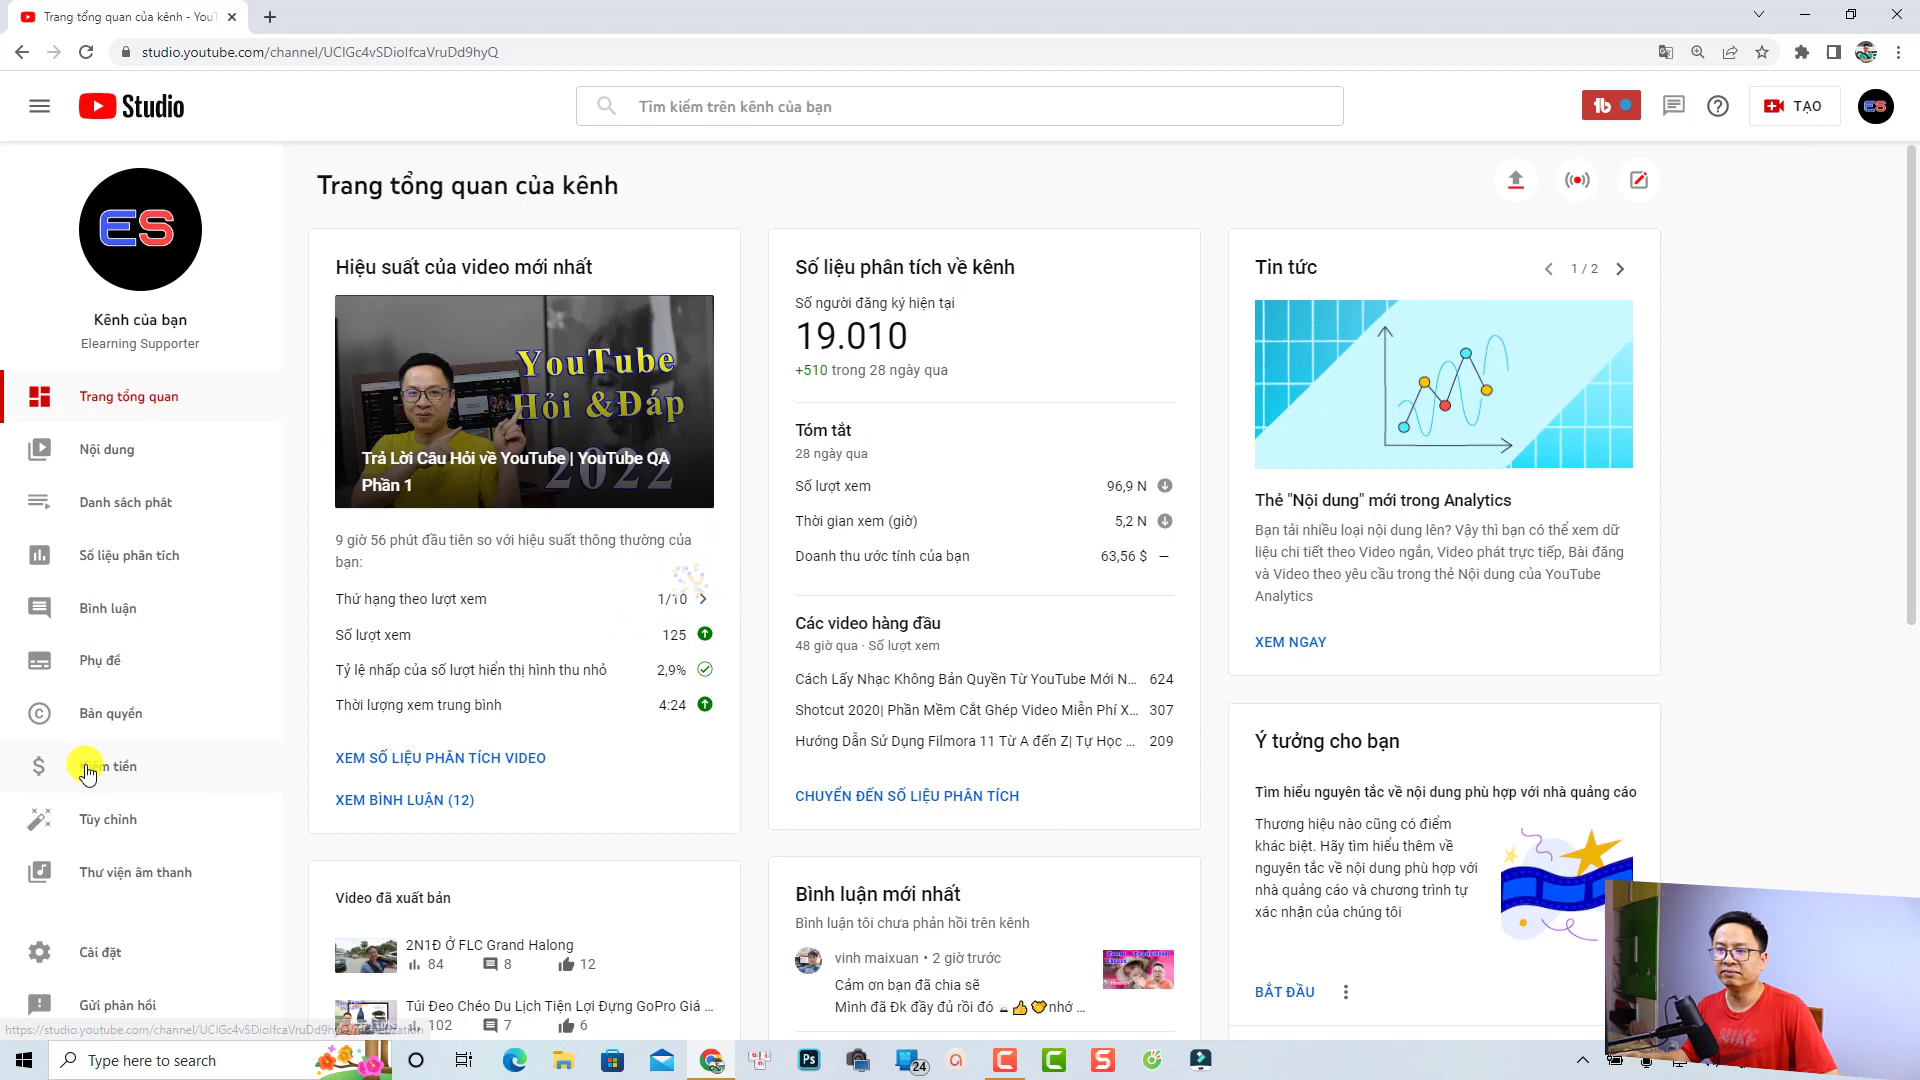 Trang tổng quan của kênh - YouT
studio.youtube.com/channel/UCIGc4vSDioIfcaVruDd9hyQ
Studio
Tìm kiếm trên kênh của bạn
TẠO
ES
ES
Kênh của bạn
Elearning Supporter
Trang tổng quan
Nội dung
Danh sách phát
Số liệu phân tích
Bình luận
Phụ đề
Bản quyền
Kiếm tiền
Tùy chỉnh
Thư viện âm thanh
Cài đặt
Gửi phản hồi
Trang tổng quan của kênh
Hiệu suất của video mới nhất
YouTube
Hỏi &Đáp
2022
Trả Lời Câu Hỏi về YouTube | YouTube QA
Phần 1
9 giờ 56 phút đầu tiên so với hiệu suất thông thường của
bạn:
Thứ hạng theo lượt xem 1/10
Số lượt xem 125
Tỷ lệ nhấp của số lượt hiển thị hình thu nhỏ 2,9%
Thời lượng xem trung bình 4:24
XEM SỐ LIỆU PHÂN TÍCH VIDEO
XEM BÌNH LUẬN (12)
Video đã xuất bản
2N1Đ Ở FLC Grand Halong
84 8 12
Túi Đeo Chéo Du Lịch Tiện Lợi Đựng GoPro Giá ...
102 7 6
Số liệu phân tích về kênh
Số người đăng ký hiện tại
19.010
+510 trong 28 ngày qua
Tóm tắt
28 ngày qua
Số lượt xem 96,9 N
Thời gian xem (giờ) 5,2 N
Doanh thu ước tính của bạn 63,56 $ —
Các video hàng đầu
48 giờ qua · Số lượt xem
Cách Lấy Nhạc Không Bản Quyền Từ YouTube Mới N... 624
Shotcut 2020| Phần Mềm Cắt Ghép Video Miễn Phí X... 307
Hướng Dẫn Sử Dụng Filmora 11 Từ A đến Z| Tự Học ... 209
CHUYỂN ĐẾN SỐ LIỆU PHÂN TÍCH
Bình luận mới nhất
Bình luận tôi chưa phản hồi trên kênh
vinh maixuan • 2 giờ trước
Cảm ơn bạn đã chia sẽ
Mình đã Đk đầy đủ rồi đó 👍 nhớ ...
Tin tức
1 / 2
Thẻ "Nội dung" mới trong Analytics
Bạn tải nhiều loại nội dung lên? Vậy thì bạn có thể xem dữ
liệu chi tiết theo Video ngắn, Video phát trực tiếp, Bài đăng
và Video theo yêu cầu trong thẻ Nội dung của YouTube
Analytics
XEM NGAY
Ý tưởng cho bạn
Tìm hiểu nguyên tắc về nội dung phù hợp với nhà quảng cáo
Thương hiệu nào cũng có điểm
khác biệt. Hãy tìm hiểu thêm về
nguyên tắc về nội dung phù hợp với
nhà quảng cáo và chương trình tự
xác nhận của chúng tôi
BẮT ĐẦU
https://studio.youtube.com/channel/UCIGc4vSDioIfcaVruDd9hyQ/monetization
Type here to search
24